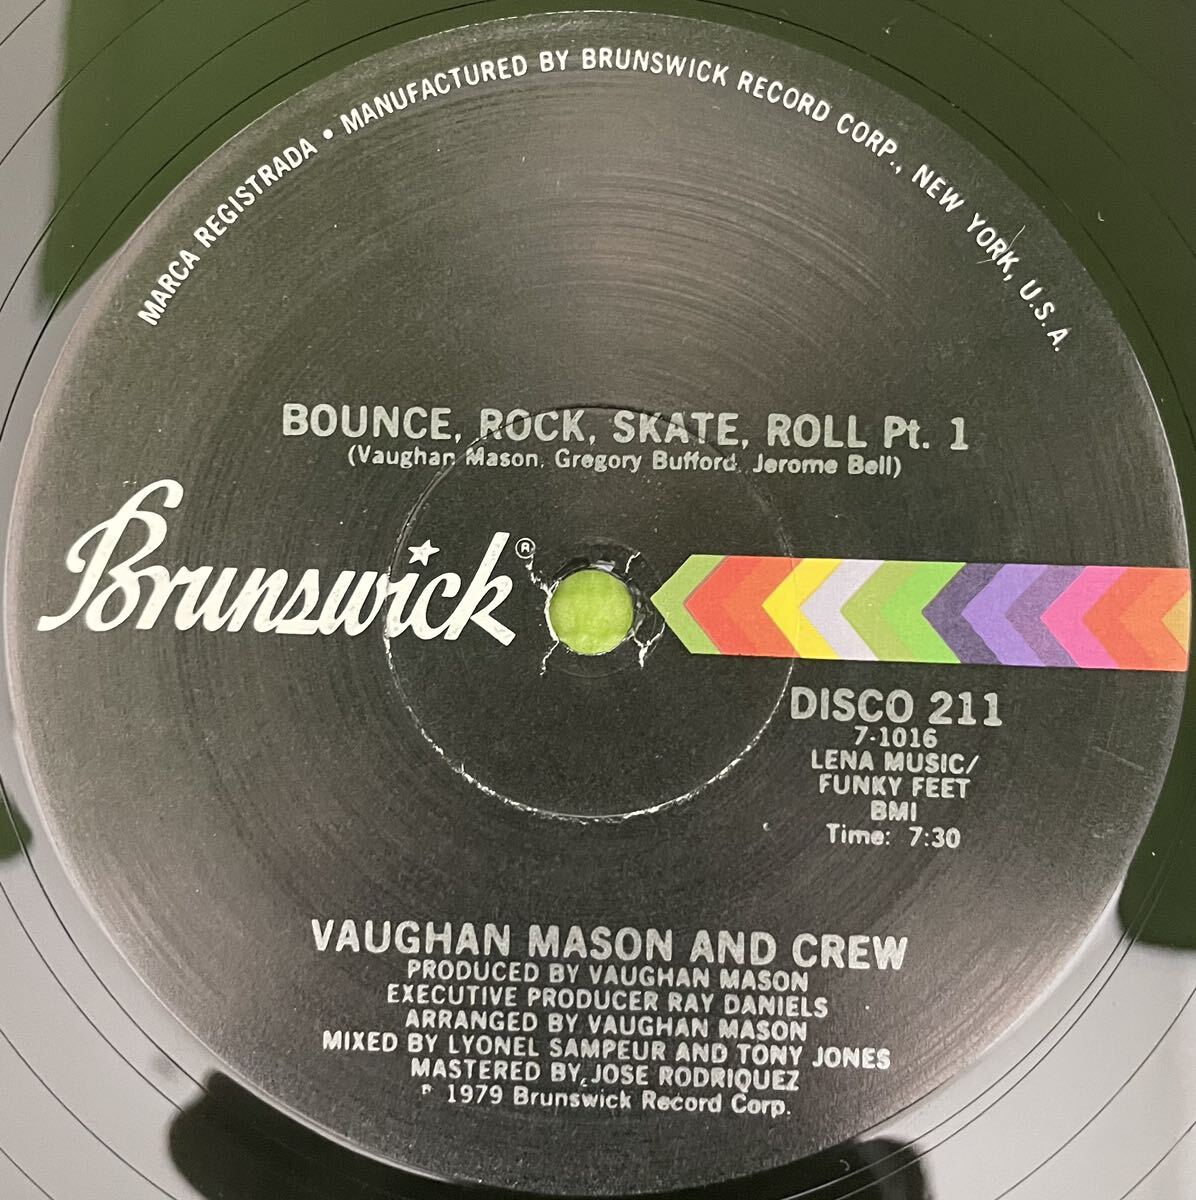 MARCA REGISTRADA • MANUFACTURED BY BRUNSWICK RECORD CORP., NEW YORK, U.S.A.
BOUNCE, ROCK, SKATE, ROLL Pt. 1
(Vaughan Mason, Gregory Bufford, Jerome Bell)
Brunswick ®
DISCO 211
7-1016
LENA MUSIC/
FUNKY FEET
BMI
Time: 7:30
VAUGHAN MASON AND CREW
PRODUCED BY VAUGHAN MASON
EXECUTIVE PRODUCER RAY DANIELS
ARRANGED BY VAUGHAN MASON
MIXED BY LYONEL SAMPEUR AND TONY JONES
MASTERED BY JOSE RODRIQUEZ
℗ 1979 Brunswick Record Corp.